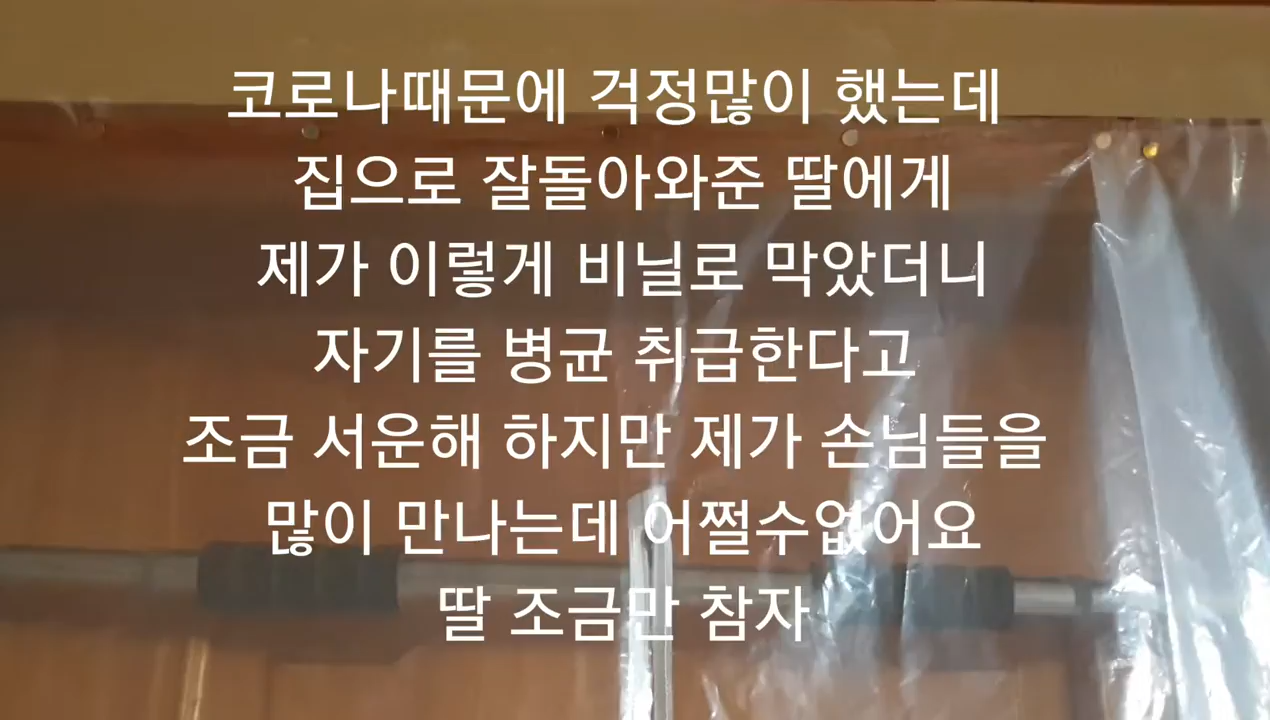 코로나때문에 걱정많이 했는데
집으로 잘돌아와준 딸에게
제가 이렇게 비닐로 막았더니
자기를 병균 취급한다고
조금 서운해 하지만 제가 손님들을
많이 만나는데 어쩔수없어요
딸 조금만 참자